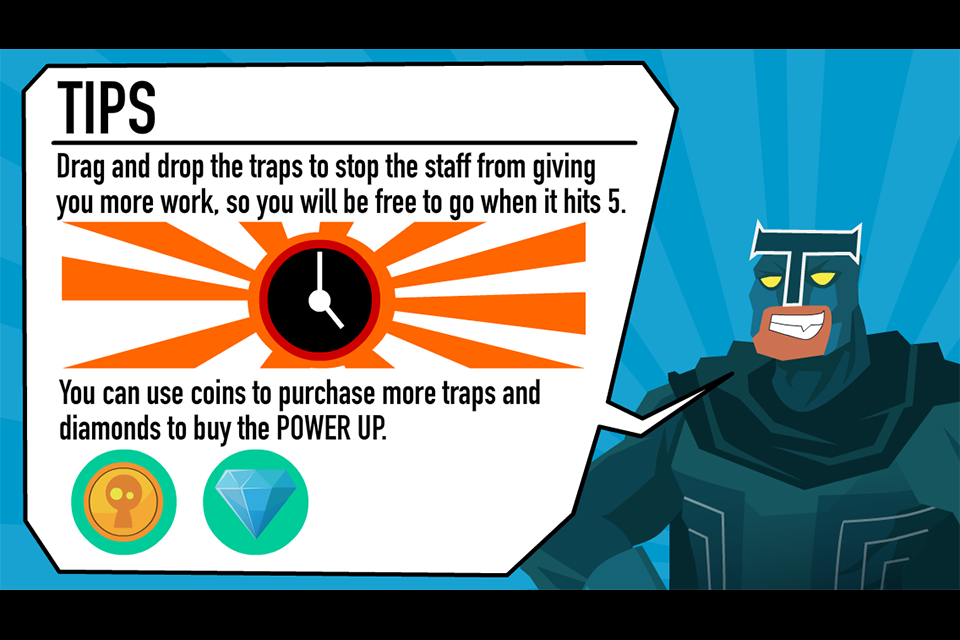 TIPS
Drag and drop the traps to stop the staff from giving
you more work, so you will be free to go when it hits 5.
You can use coins to purchase more traps and
diamonds to buy the POWER UP.
T